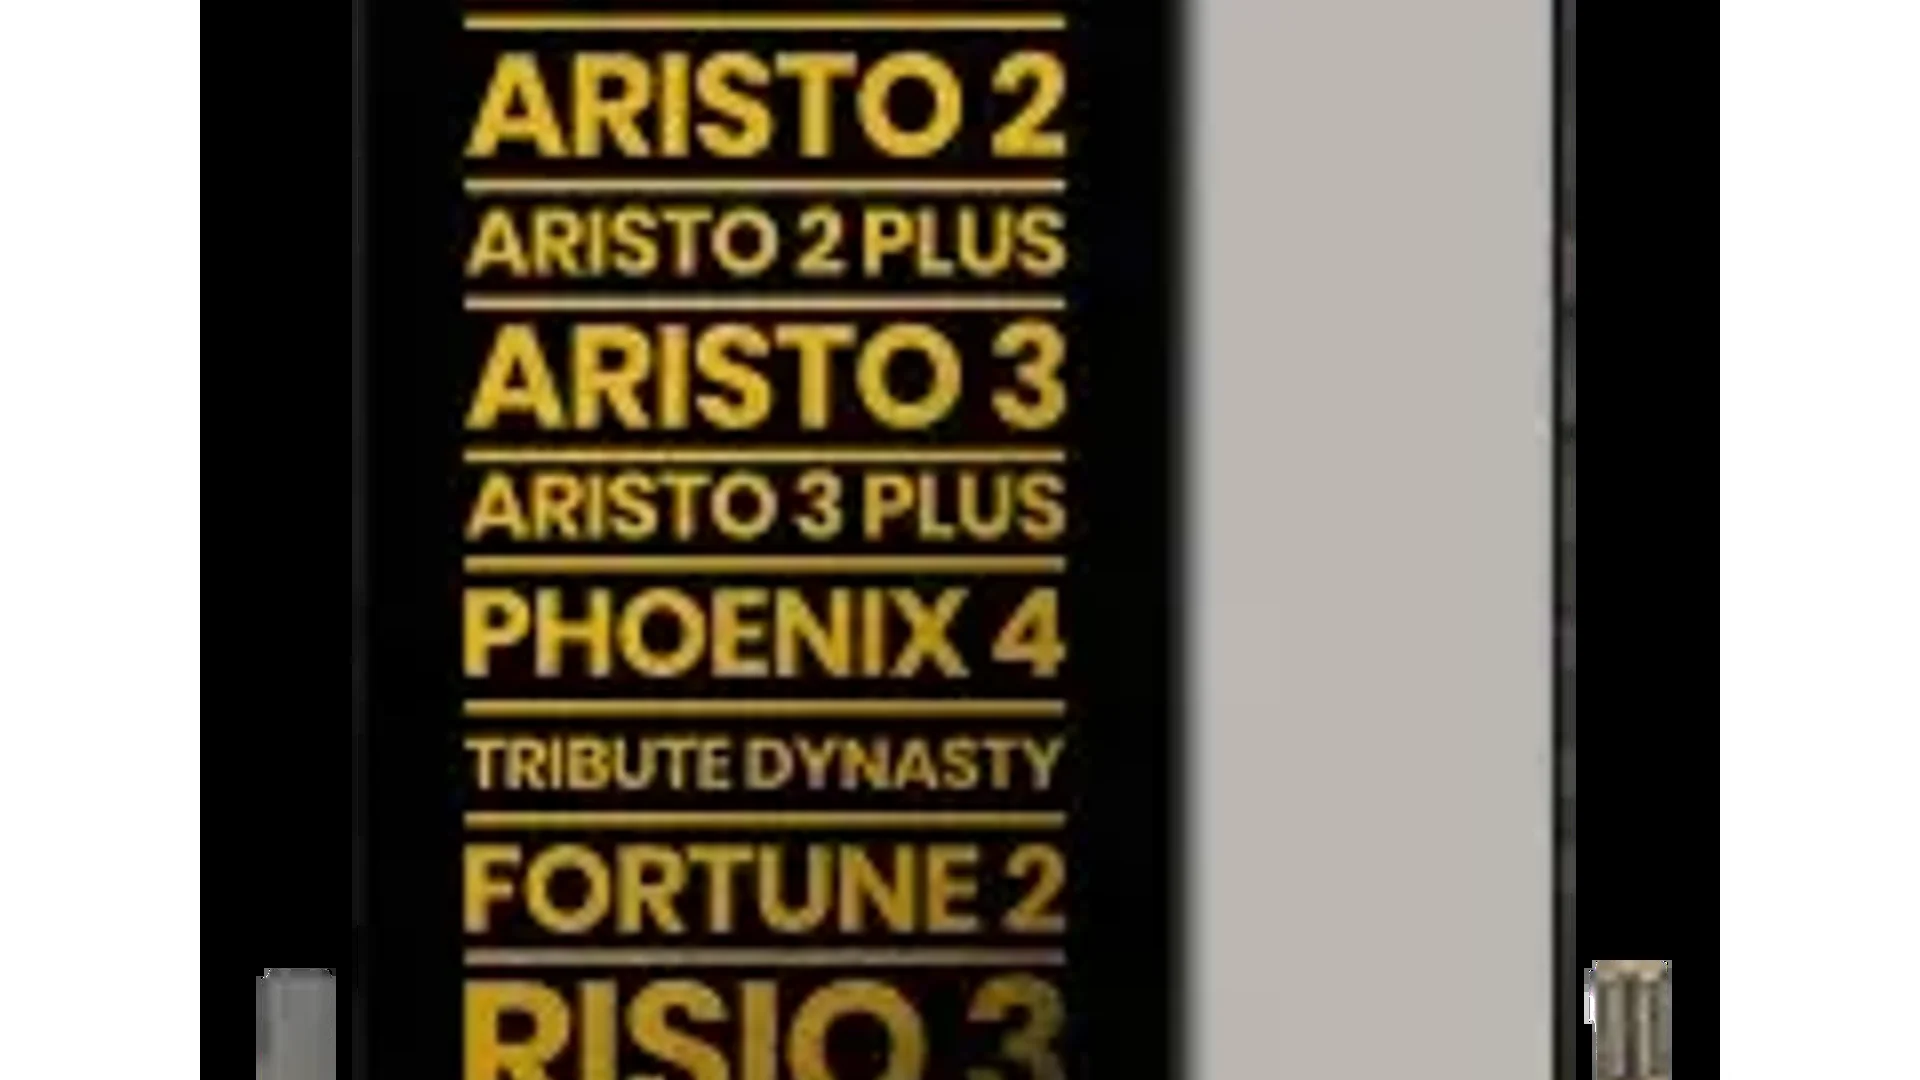 ARISTO 2
ARISTO 2 PLUS
ARISTO 3
ARISTO 3 PLUS
PHOENIX 4
TRIBUTE DYNASTY
FORTUNE 2
RISIO 3